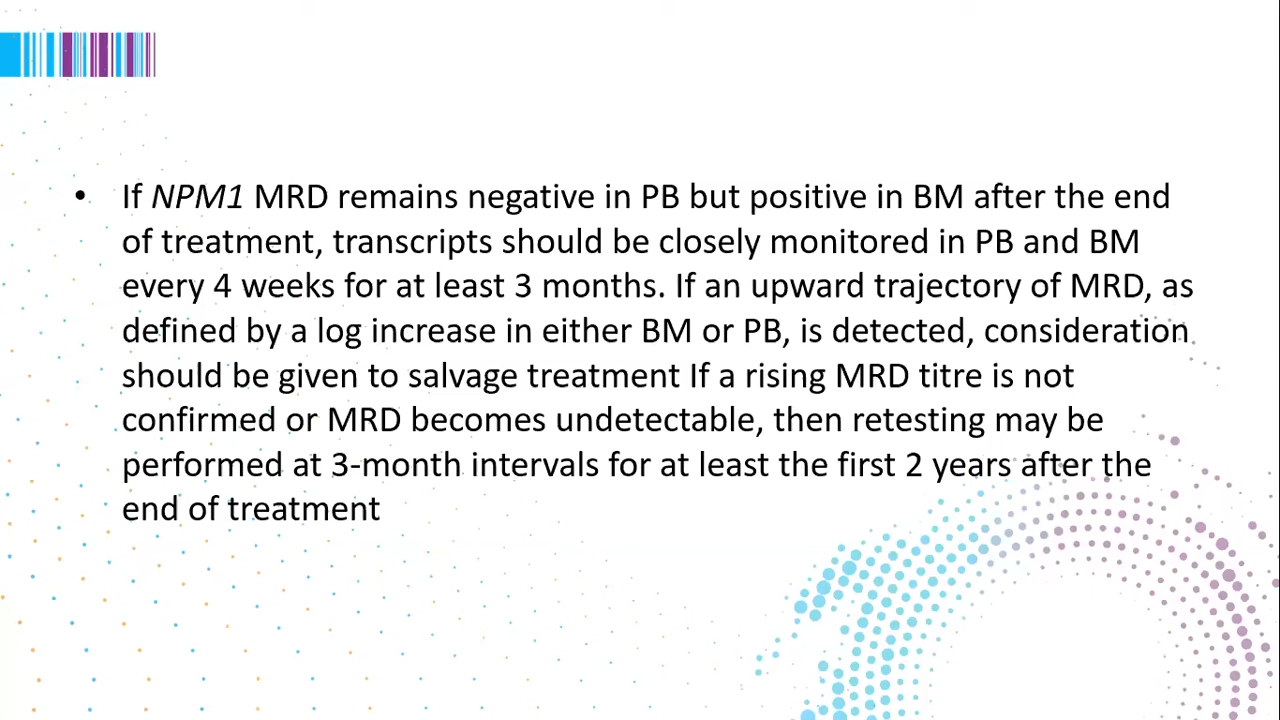 • If NPM1 MRD remains negative in PB but positive in BM after the end
of treatment, transcripts should be closely monitored in PB and BM
every 4 weeks for at least 3 months. If an upward trajectory of MRD, as
defined by a log increase in either BM or PB, is detected, consideration
should be given to salvage treatment If a rising MRD titre is not
confirmed or MRD becomes undetectable, then retesting may be
performed at 3-month intervals for at least the first 2 years after the
end of treatment